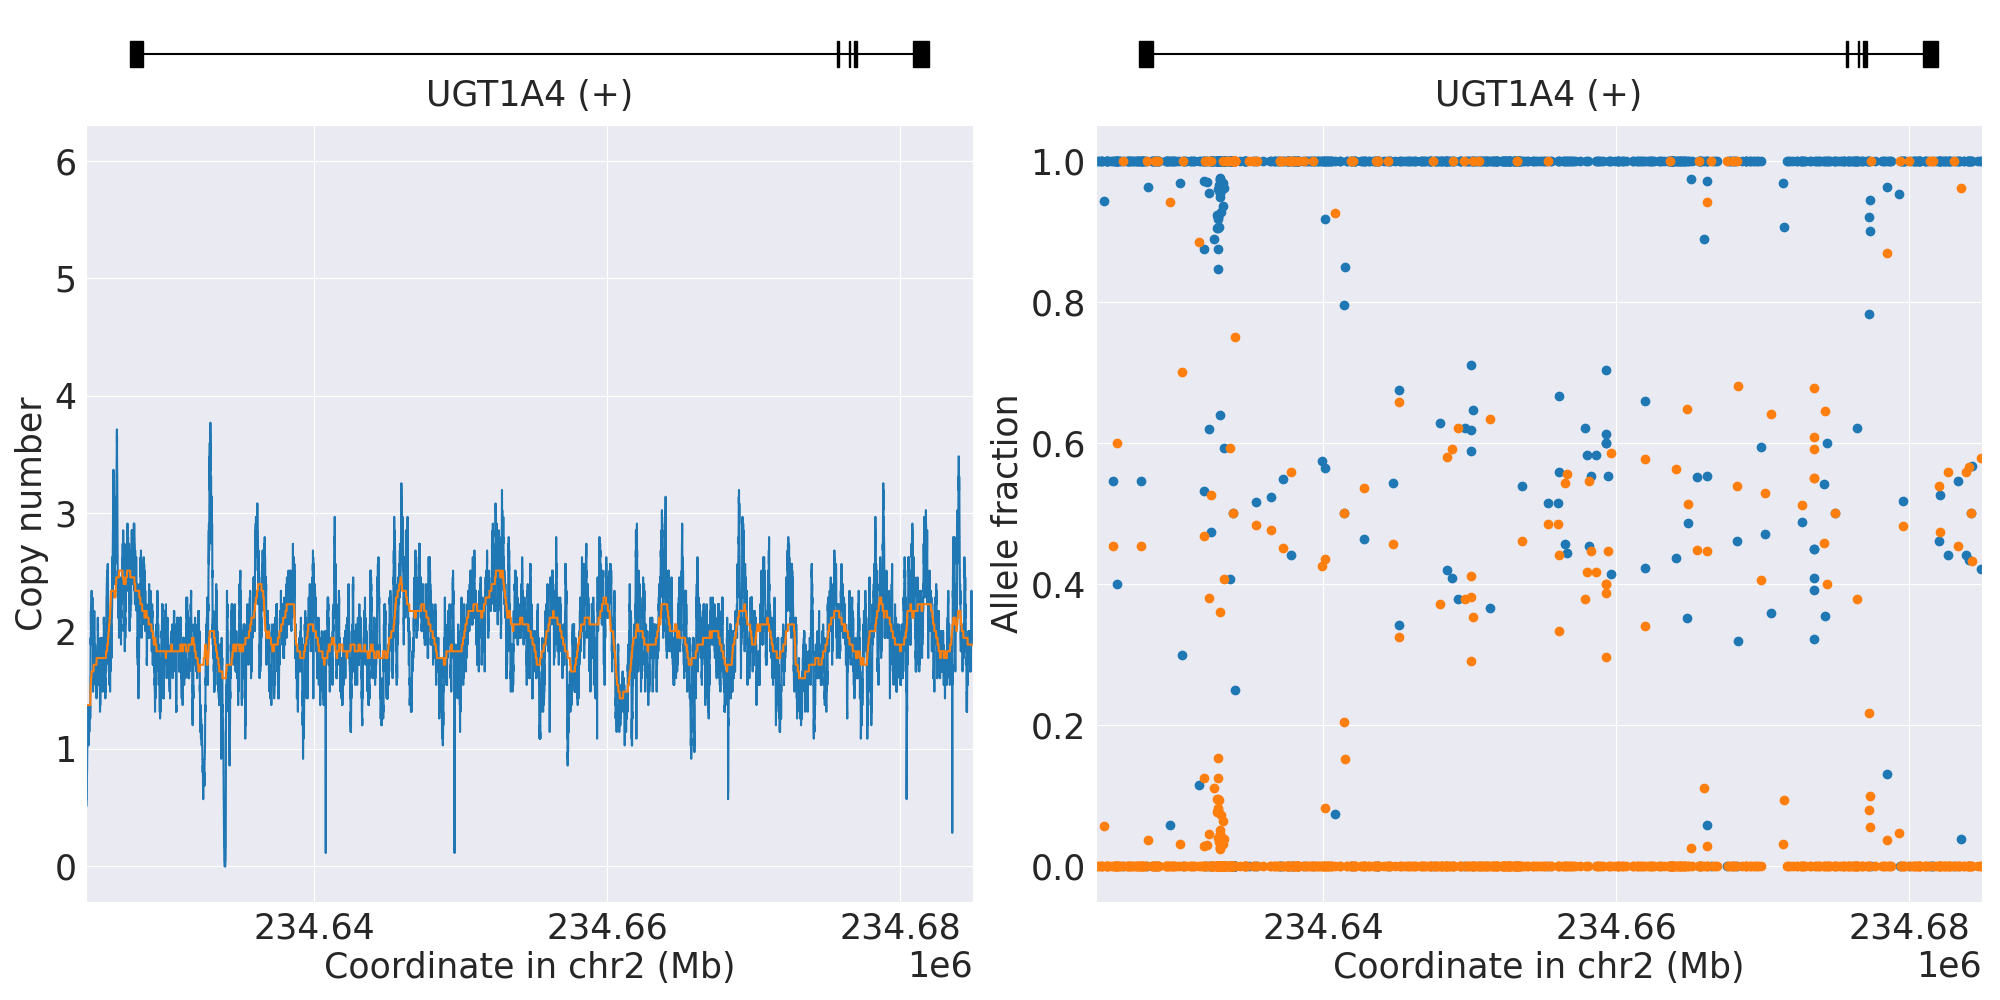 UGT1A4 (+)
6
5
4
3
2
1
0
Copy number
234.64 234.66 234.68
1e6
Coordinate in chr2 (Mb)
UGT1A4 (+)
1.0
0.8
0.6
0.4
0.2
0.0
Allele fraction
234.64 234.66 234.68
1e6
Coordinate in chr2 (Mb)